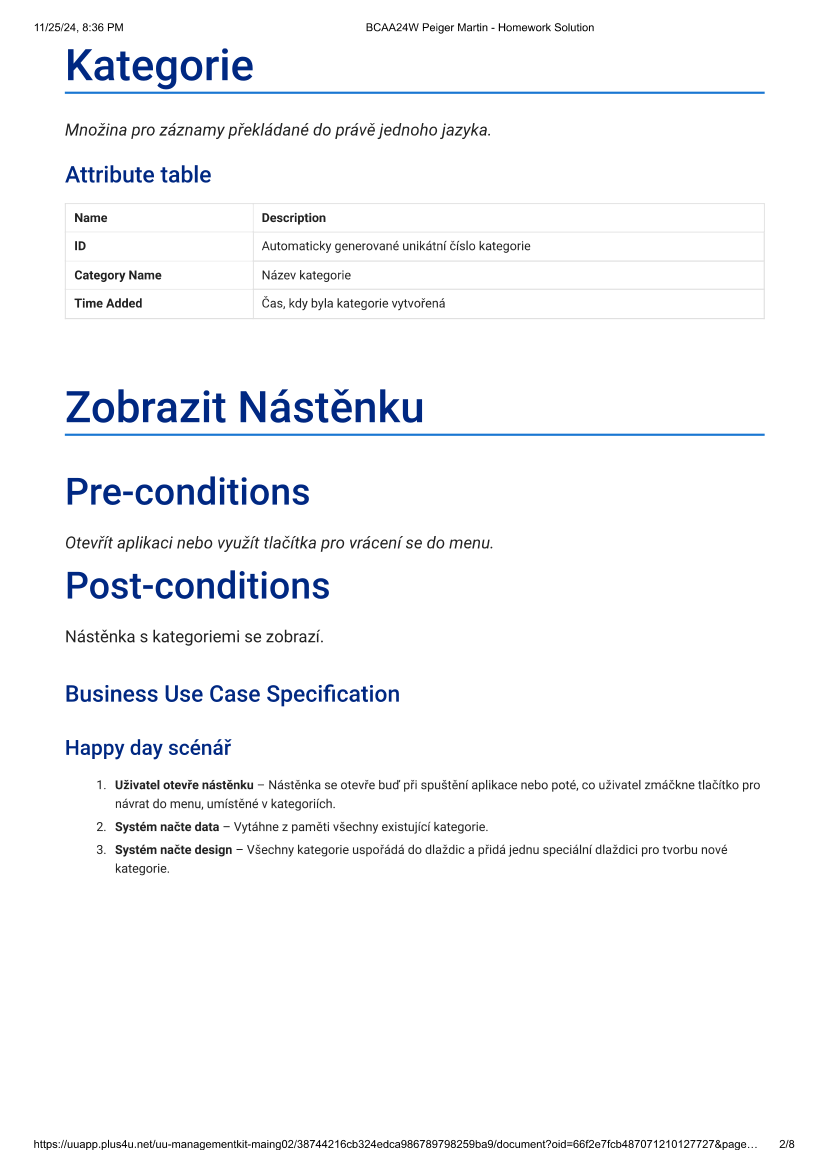 11/25/24, 8:36 PM BCAA24W Peiger Martin - Homework Solution
Kategorie
Množina pro záznamy překládané do právě jednoho jazyka.
Attribute table
Name Description
ID Automaticky generované unikátní číslo kategorie
Category Name Název kategorie
Time Added Čas, kdy byla kategorie vytvořená
Zobrazit Nástěnku
Pre-conditions
Otevřít aplikaci nebo využít tlačítka pro vrácení se do menu.
Post-conditions
Nástěnka s kategoriemi se zobrazí.
Business Use Case Specification
Happy day scénář
1. Uživatel otevře nástěnku – Nástěnka se otevře buď při spuštění aplikace nebo poté, co uživatel zmáčkne tlačítko pro
návrat do menu, umístěné v kategoriích.
2. Systém načte data – Vytáhne z paměti všechny existující kategorie.
3. Systém načte design – Všechny kategorie uspořádá do dlaždic a přidá jednu speciální dlaždici pro tvorbu nové
kategorie.
https://uuapp.plus4u.net/uu-managementkit-maing02/38744216cb324edca986789798259ba9/document?oid=66f2e7fcb487071210127727&page… 2/8